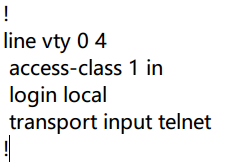 !
line vty 0 4
 access-class 1 in
 login local
 transport input telnet
!